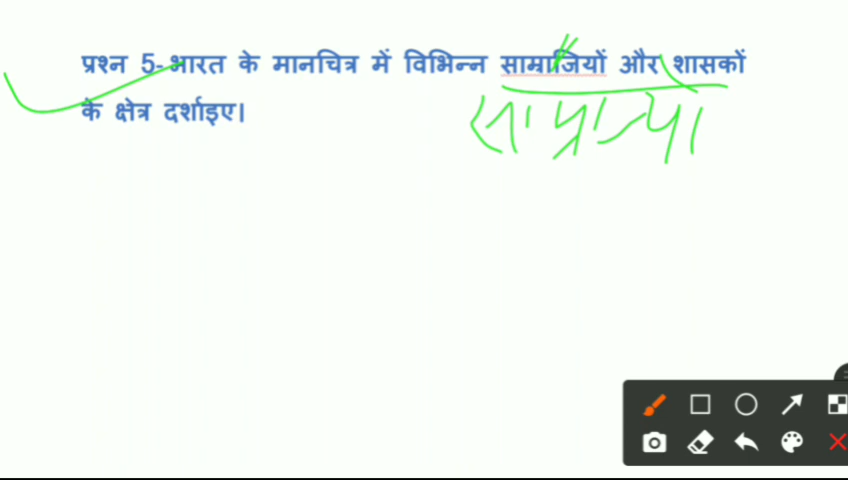 प्रश्न 5- भारत के मानचित्र में विभिन्न साम्राजियों और शासकों
के क्षेत्र दर्शाइए।
साम्राज्यो